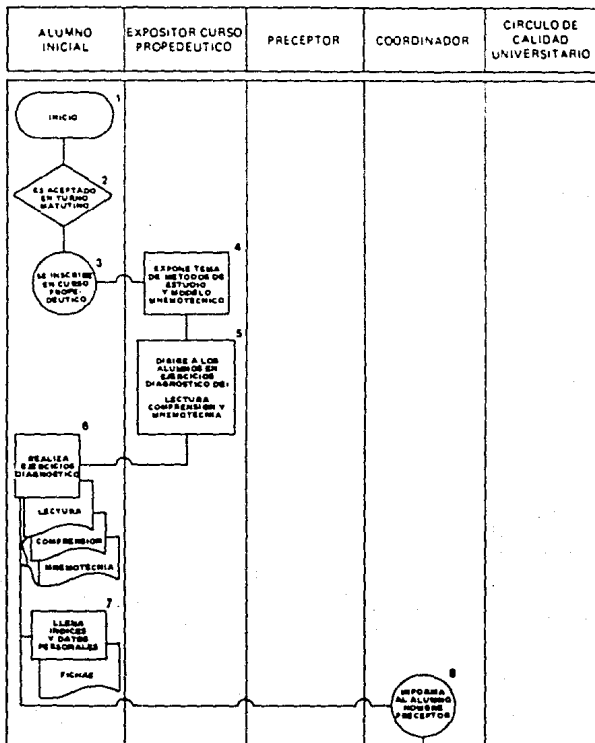 ALUMNO
INICIAL
EXPOSITOR CURSO
PROPEDEUTICO
PRECEPTOR
COORDINADOR
CIRCULO DE
CALIDAD
UNIVERSITARIO
1
INICIO
2
ES ACEPTADO
EN TURNO
MATUTINO
3
SE INSCRIBE
EN CURSO
PROPE-
DEUTICO
4
EXPONE TEMA
DE METODOS DE
ESTUDIO
Y MODELO
MNEMOTECNICO
5
DIRIGE A LOS
ALUMNOS EN
EJERCICIOS
DIAGNOSTICO DE:
LECTURA
COMPRENSION Y
MNEMOTECNIA
6
REALIZA
EJERCICIOS
DIAGNOSTICO
LECTURA
COMPRENSION
MNEMOTECNIA
7
LLENA
INDICES
Y DATOS
PERSONALES
FICHAS
8
INFORMA
AL ALUMNO
NOMBRE
PRECEPTOR